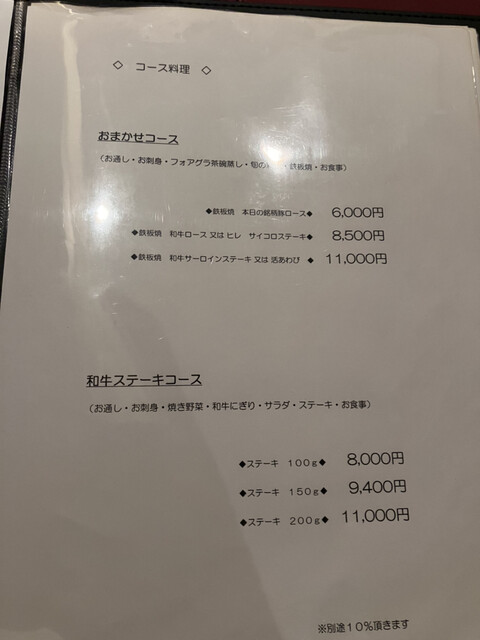 ◇ コース料理 ◇
おまかせコース
(お通し・お刺身・フォアグラ茶碗蒸し・旬の ・鉄板焼・お食事)
◆鉄板焼 本日の銘柄豚ロース◆ 6,000円
◆鉄板焼 和牛ロース 又は ヒレ サイコロステーキ◆ 8,500円
◆鉄板焼 和牛サーロインステーキ 又は 活あわび ◆ 11,000円
和牛ステーキコース
(お通し・お刺身・焼き野菜・和牛にぎり・サラダ・ステーキ・お食事)
◆ステーキ 100g◆ 8,000円
◆ステーキ 150g◆ 9,400円
◆ステーキ 200g◆ 11,000円
※別途10%頂きます